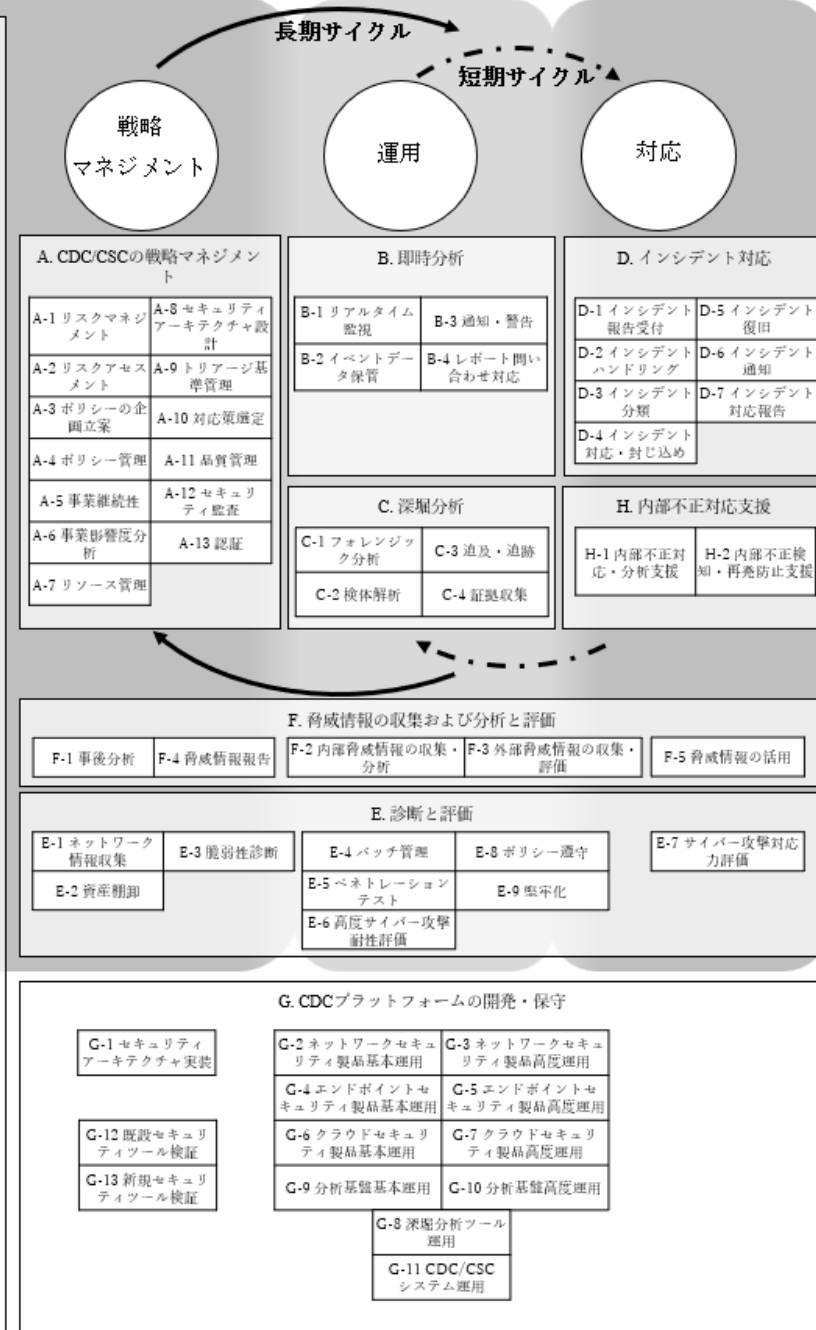 長期サイクル
短期サイクル
戦略
マネジメント
運用
対応
A. CDC/CSCの戦略マネジメン
ト
A-1 リスクマネジ
メント
A-8 セキュリティ
アーキテクチャ設
計
A-2 リスクアセス
メント
A-9 トリアージ基
準管理
A-3 ポリシーの企
画立案
A-10 対応策選定
A-4 ポリシー管理
A-11 品質管理
A-5 事業継続性
A-12 セキュリ
ティ監査
A-6 事業影響度分
析
A-13 認証
A-7 リソース管理
B. 即時分析
B-1 リアルタイム
監視
B-3 通知・警告
B-2 イベントデー
タ保管
B-4 レポート問い
合わせ対応
C. 深堀分析
C-1 フォレンジッ
ク分析
C-3 追及・追跡
C-2 検体解析
C-4 証拠収集
D. インシデント対応
D-1 インシデント
報告受付
D-5 インシデント
復旧
D-2 インシデント
ハンドリング
D-6 インシデント
通知
D-3 インシデント
分類
D-7 インシデント
対応報告
D-4 インシデント
対応・封じ込め
H. 内部不正対応支援
H-1 内部不正対
応・分析支援
H-2 内部不正検
知・再発防止支援
F. 脅威情報の収集および分析と評価
F-1 事後分析
F-4 脅威情報報告
F-2 内部脅威情報の収集・
分析
F-3 外部脅威情報の収集・
評価
F-5 脅威情報の活用
E. 診断と評価
E-1 ネットワーク
情報収集
E-3 脆弱性診断
E-2 資産棚卸
E-4 パッチ管理
E-8 ポリシー遵守
E-5 ペネトレーション
テスト
E-9 堅牢化
E-6 高度サイバー攻撃
耐性評価
E-7 サイバー攻撃対応
力評価
G. CDCプラットフォームの開発・保守
G-1 セキュリティ
アーキテクチャ実装
G-2 ネットワークセキュ
リティ製品基本運用
G-3 ネットワークセキュ
リティ製品高度運用
G-4 エンドポイントセ
キュリティ製品基本運用
G-5 エンドポイントセ
キュリティ製品高度運用
G-12 既設セキュリ
ティツール検証
G-6 クラウドセキュリ
ティ製品基本運用
G-7 クラウドセキュリ
ティ製品高度運用
G-13 新規セキュリ
ティツール検証
G-9 分析基盤基本運用
G-10 分析基盤高度運用
G-8 深堀分析ツール
運用
G-11 CDC/CSC
システム運用